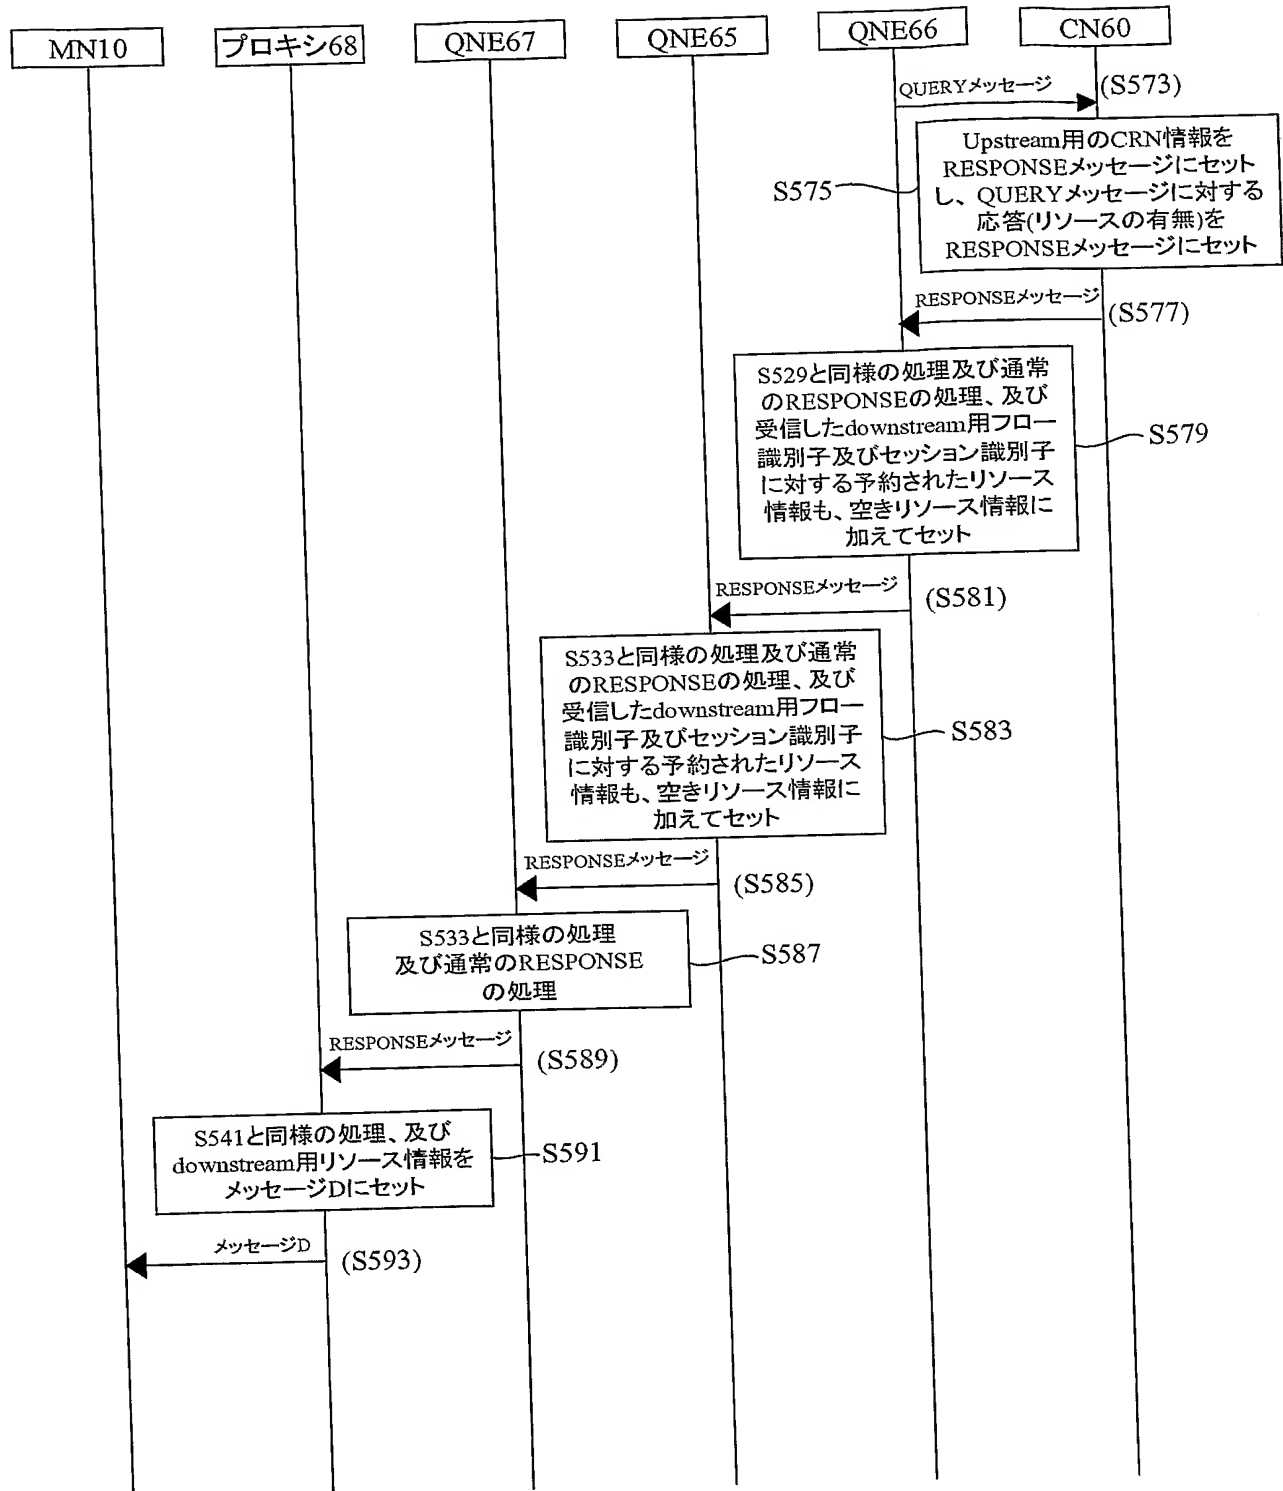 MN10
プロキシ68
QNE67
QNE65
QNE66
CN60
QUERYメッセージ
(S573)
Upstream用のCRN情報を
RESPONSEメッセージにセット
し、QUERYメッセージに対する
応答(リソースの有無)を
RESPONSEメッセージにセット
S575
RESPONSEメッセージ
(S577)
S529と同様の処理及び通常
のRESPONSEの処理、及び
受信したdownstream用フロー
識別子及びセッション識別子
に対する予約されたリソース
情報も、空きリソース情報に
加えてセット
S579
RESPONSEメッセージ
(S581)
S533と同様の処理及び通常
のRESPONSEの処理、及び
受信したdownstream用フロー
識別子及びセッション識別子
に対する予約されたリソース
情報も、空きリソース情報に
加えてセット
S583
RESPONSEメッセージ
(S585)
S533と同様の処理
及び通常のRESPONSE
の処理
S587
RESPONSEメッセージ
(S589)
S541と同様の処理、及び
downstream用リソース情報を
メッセージDにセット
S591
メッセージD
(S593)